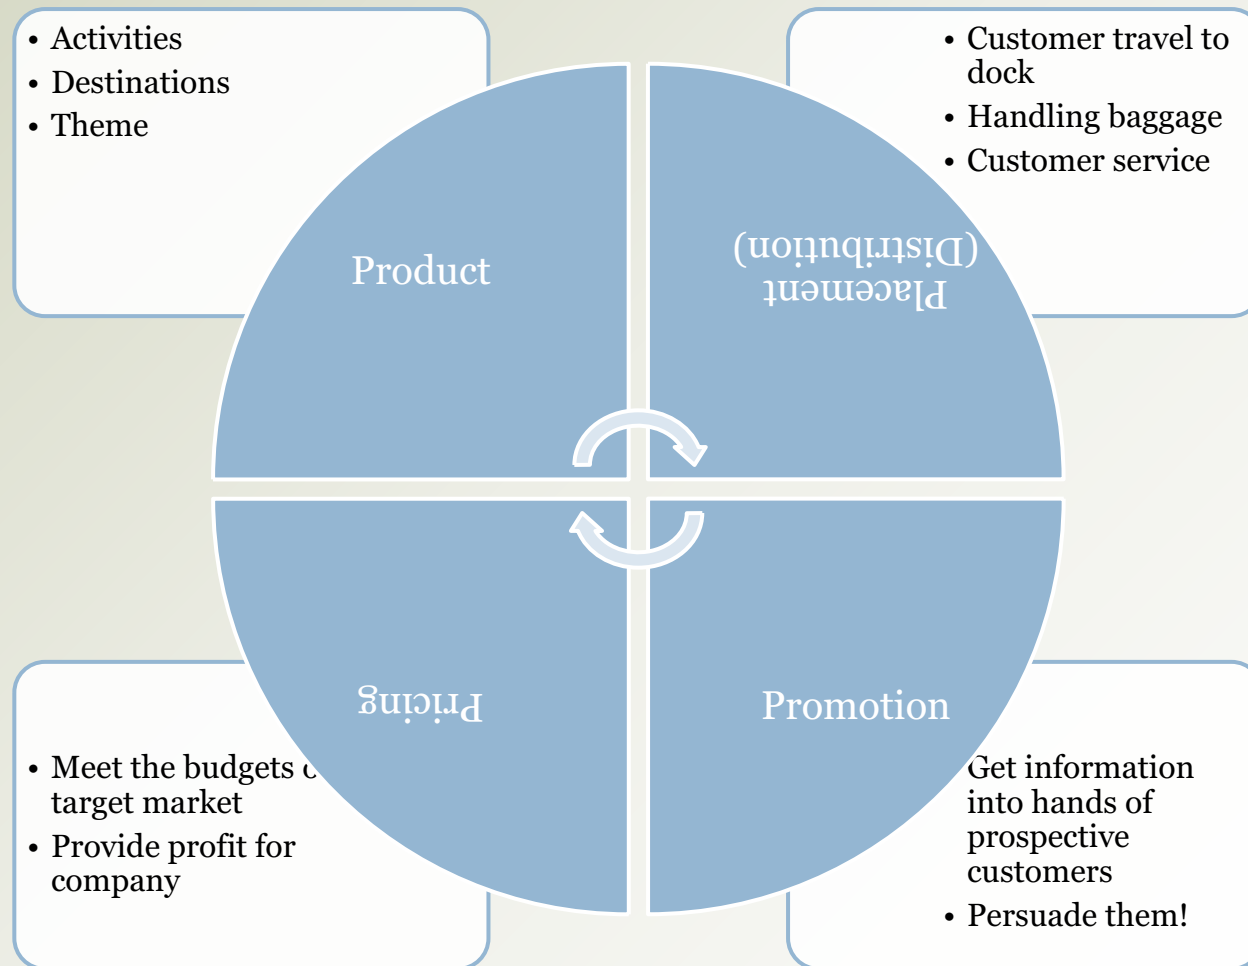 • Activities
• Destinations
• Theme
• Customer travel to
dock
• Handling baggage
• Customer service
Product
Placement
(Distribution)
Pricing
Promotion
• Meet the budgets
target market
• Provide profit for
company
Get information
into hands of
prospective
customers
• Persuade them!